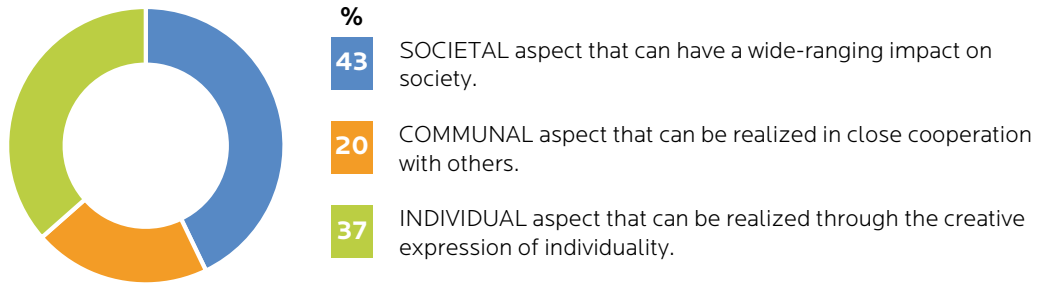 %
43 SOCIETAL aspect that can have a wide-ranging impact on
society.
20 COMMUNAL aspect that can be realized in close cooperation
with others.
37 INDIVIDUAL aspect that can be realized through the creative
expression of individuality.